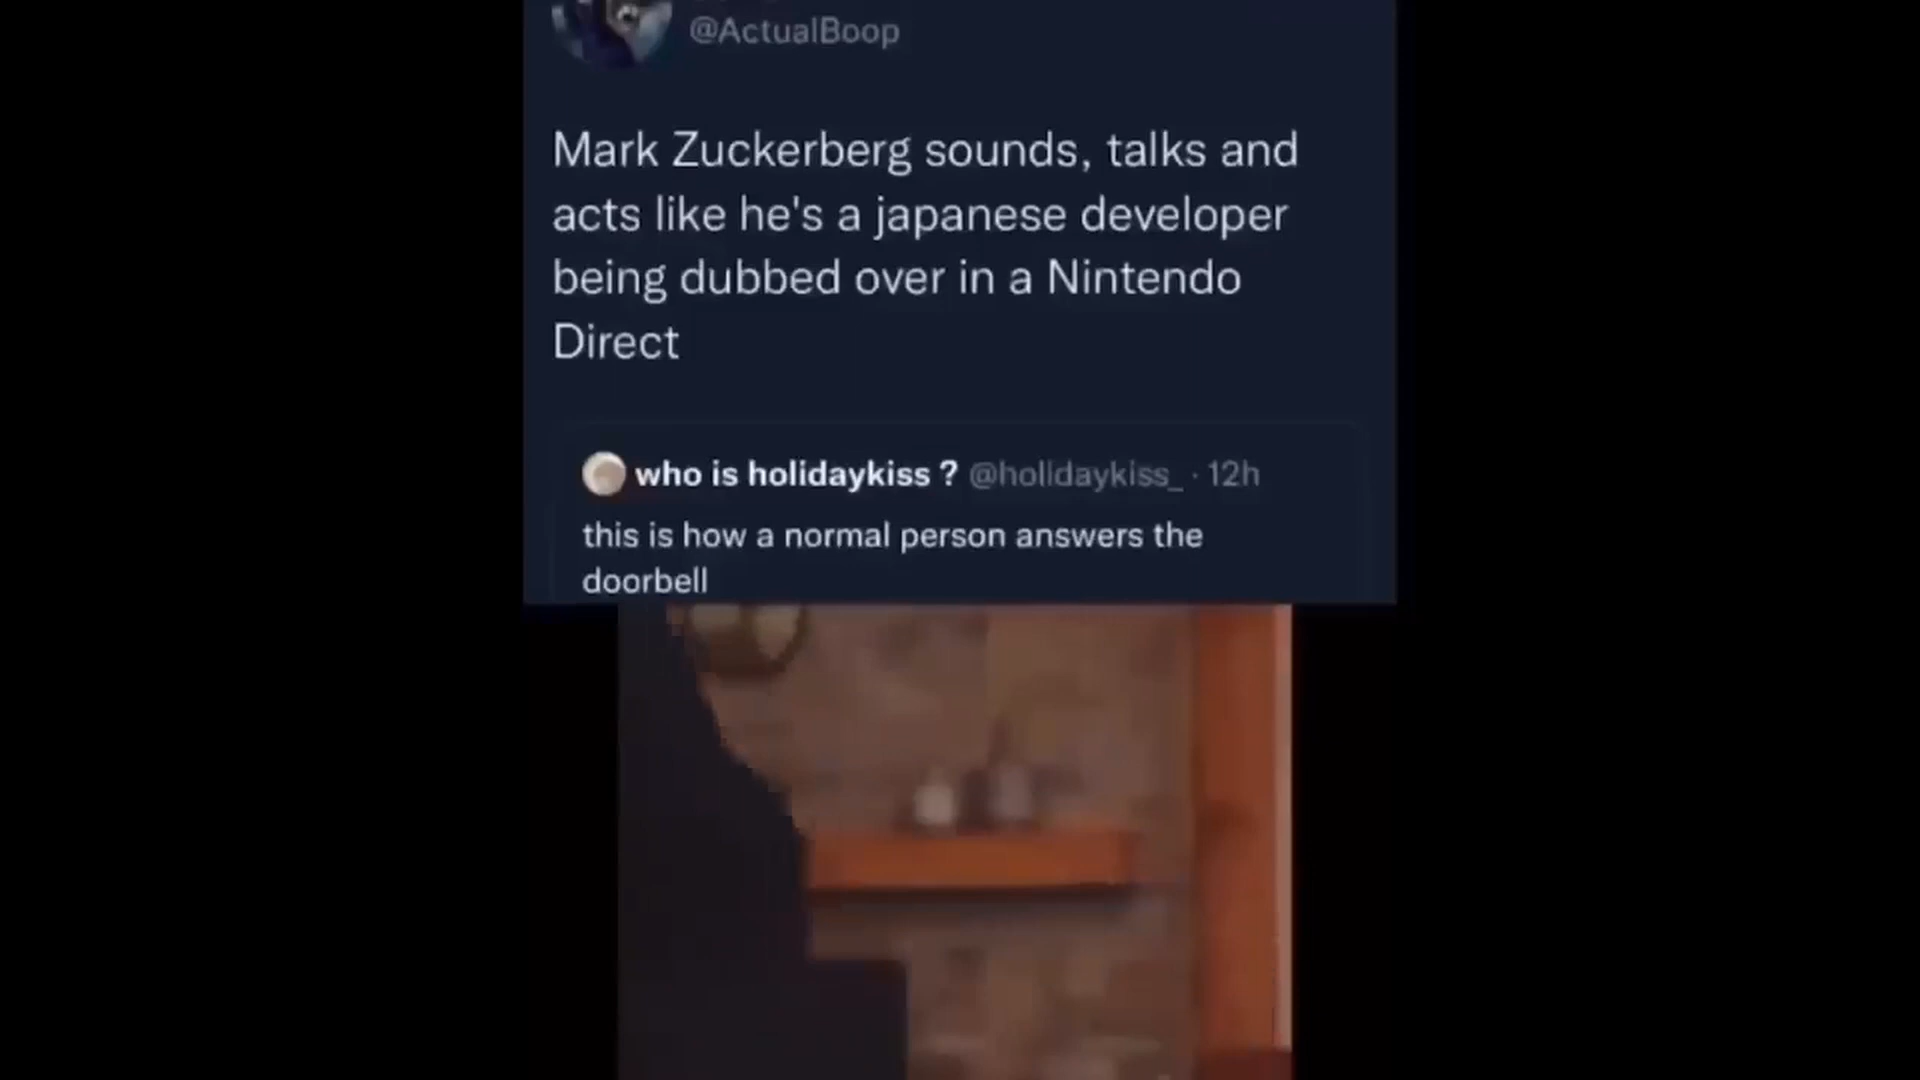 @ActualBoop
Mark Zuckerberg sounds, talks and
acts like he's a japanese developer
being dubbed over in a Nintendo
Direct
who is holidaykiss ? @holidaykiss_ · 12h
this is how a normal person answers the
doorbell